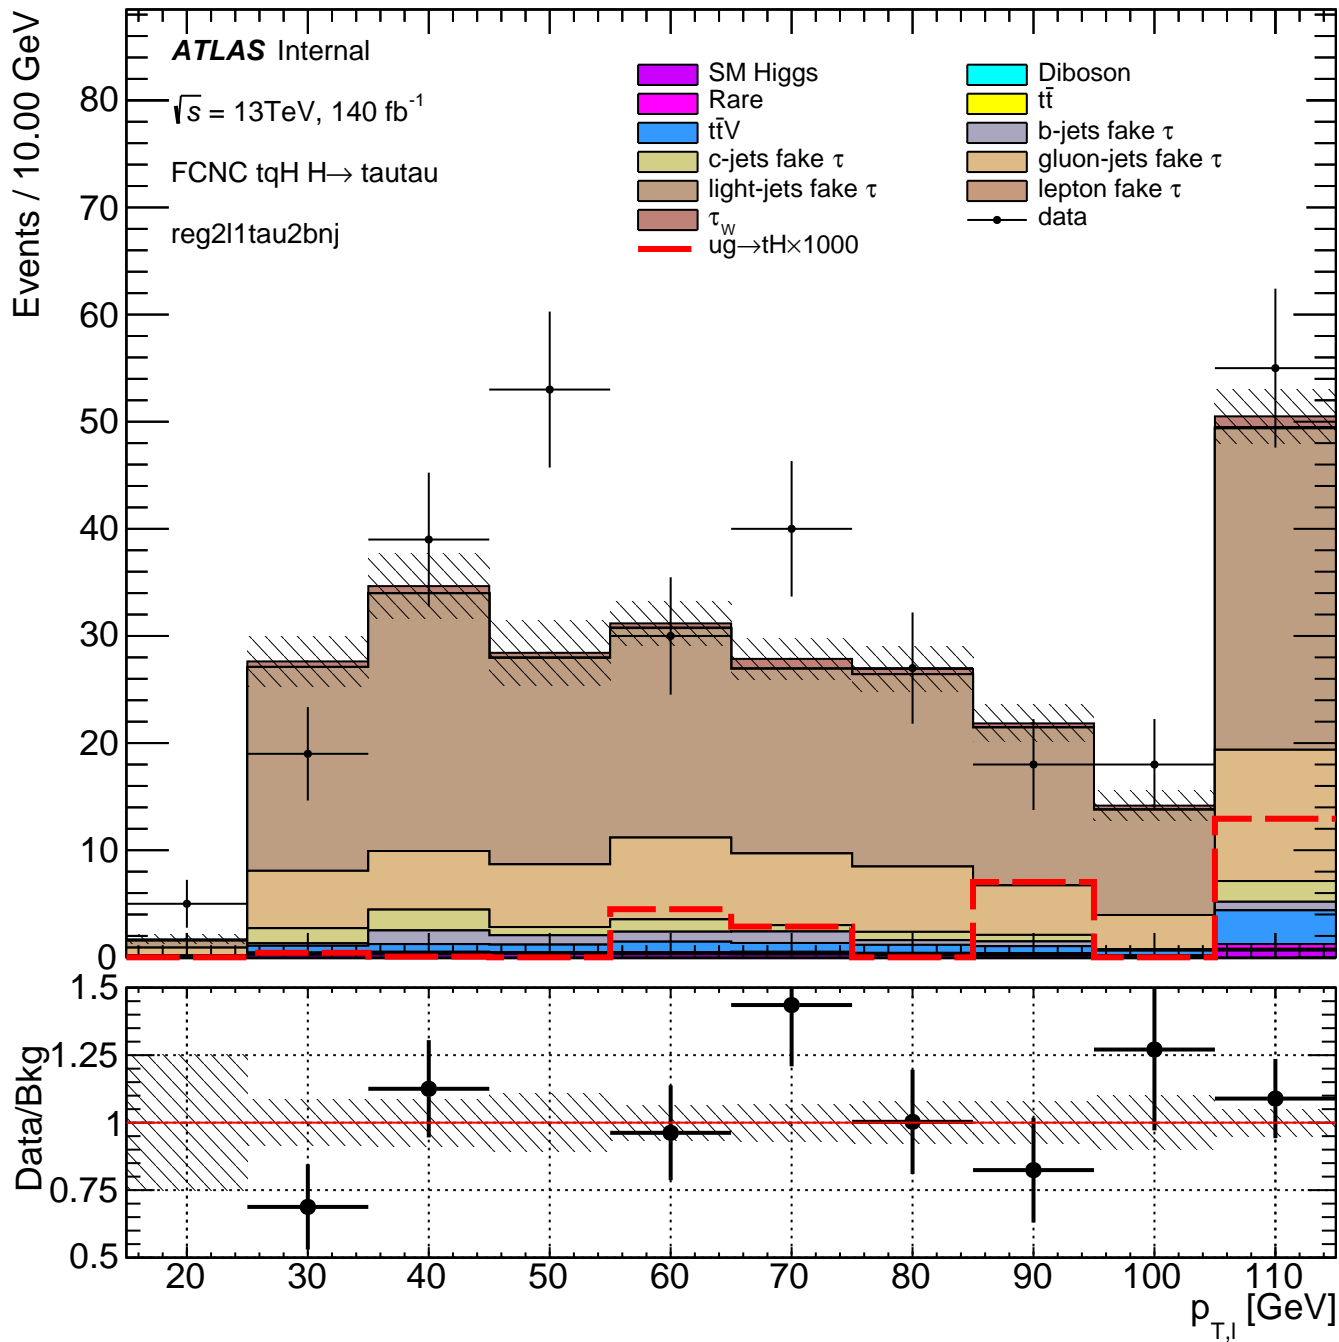 Events / 10.00 GeV
ATLAS Internal
√s = 13TeV, 140 fb⁻¹
FCNC tqH H→ tautau
reg2l1tau2bnj
SM Higgs
Rare
tt̄V
c-jets fake τ
light-jets fake τ
τ_W
ug→tH×1000
Diboson
tt̄
b-jets fake τ
gluon-jets fake τ
lepton fake τ
data
80
70
60
50
40
30
20
10
0
Data/Bkg
1.5
1.25
1
0.75
0.5
20 30 40 50 60 70 80 90 100 110
p_T,l [GeV]